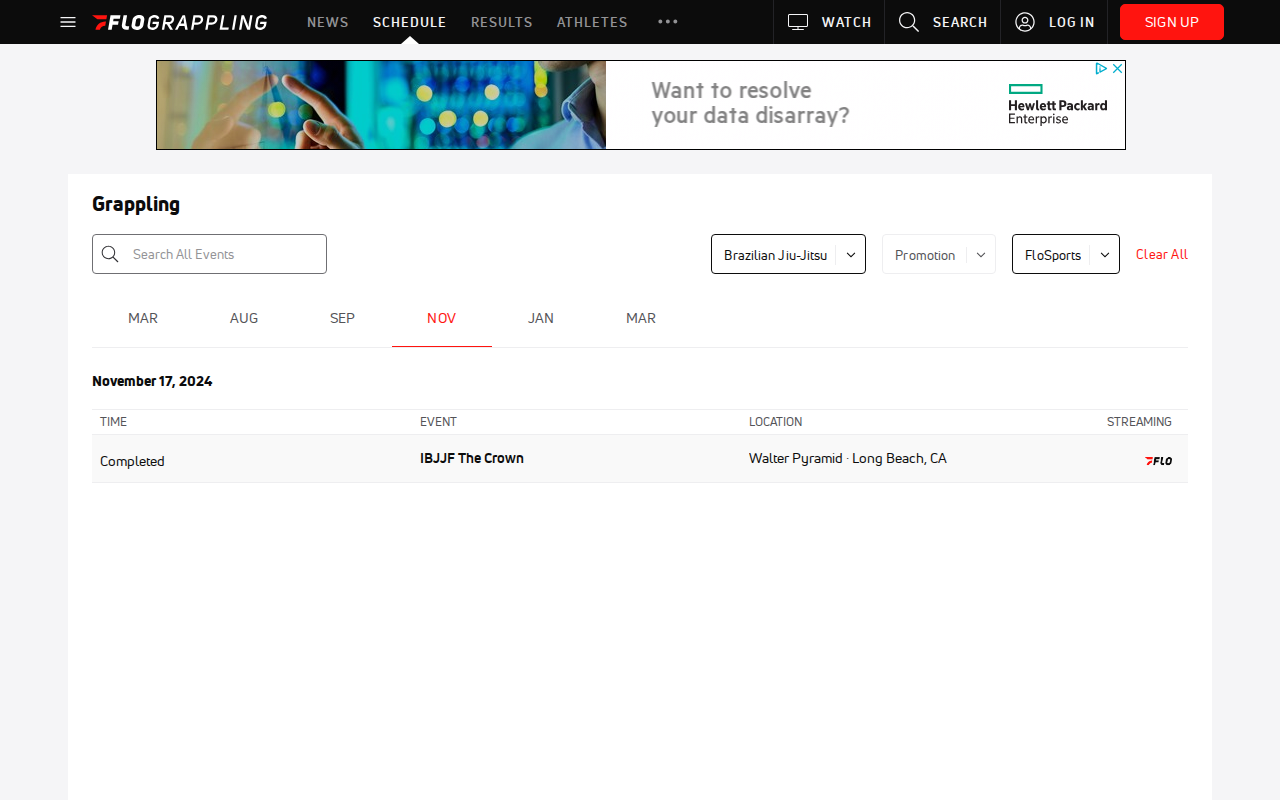 FLOGRAPPLING NEWS SCHEDULE RESULTS ATHLETES ••• WATCH SEARCH LOG IN SIGN UP
Want to resolve
your data disarray?
Hewlett Packard
Enterprise
Grappling
Search All Events Brazilian Jiu-Jitsu Promotion FloSports Clear All
MAR AUG SEP NOV JAN MAR
November 17, 2024
TIME EVENT LOCATION STREAMING
Completed IBJJF The Crown Walter Pyramid · Long Beach, CA FLO